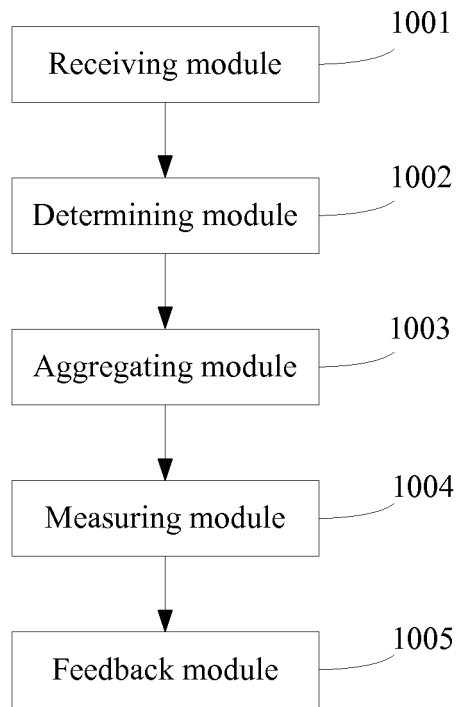 1001
Receiving module
1002
Determining module
1003
Aggregating module
1004
Measuring module
1005
Feedback module